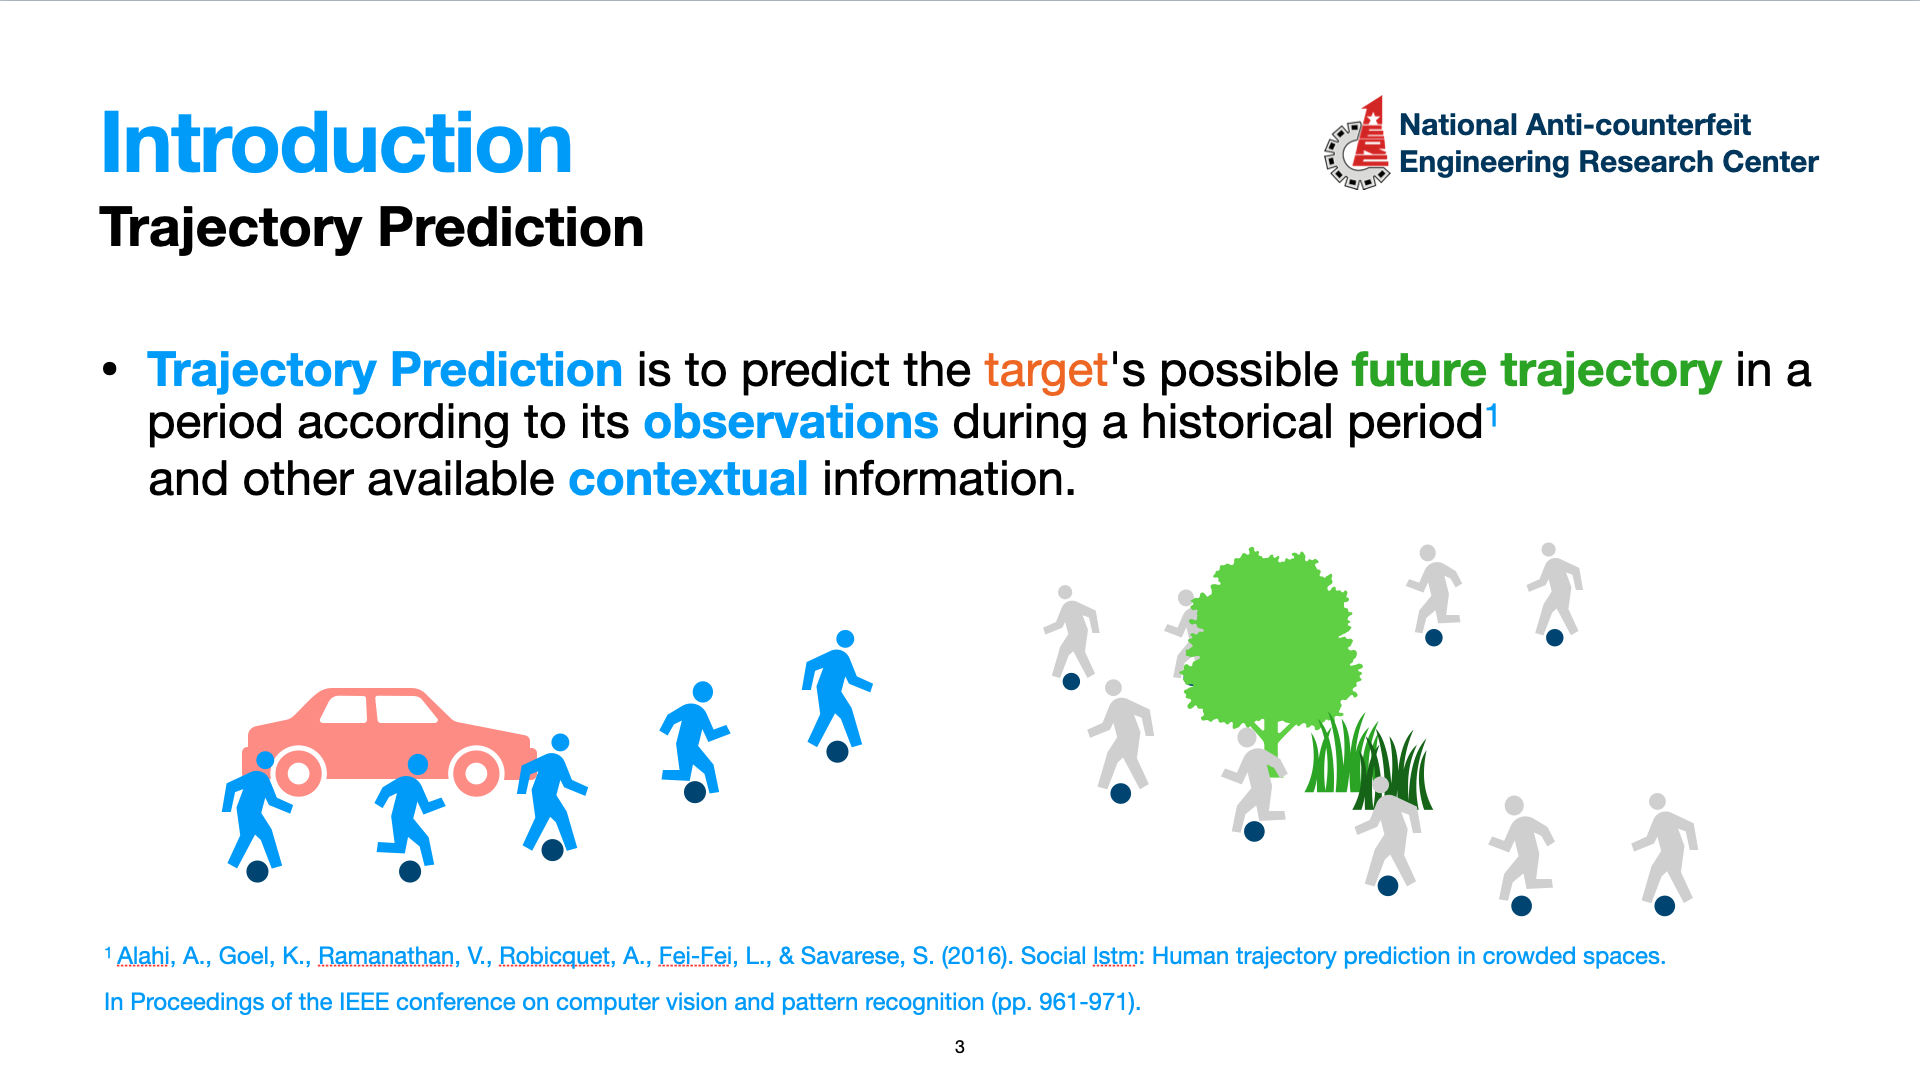 Introduction
National Anti-counterfeit
Engineering Research Center
Trajectory Prediction
• Trajectory Prediction is to predict the target's possible future trajectory in a
period according to its observations during a historical period¹
and other available contextual information.
¹ Alahi, A., Goel, K., Ramanathan, V., Robicquet, A., Fei-Fei, L., & Savarese, S. (2016). Social lstm: Human trajectory prediction in crowded spaces.
In Proceedings of the IEEE conference on computer vision and pattern recognition (pp. 961-971).
3